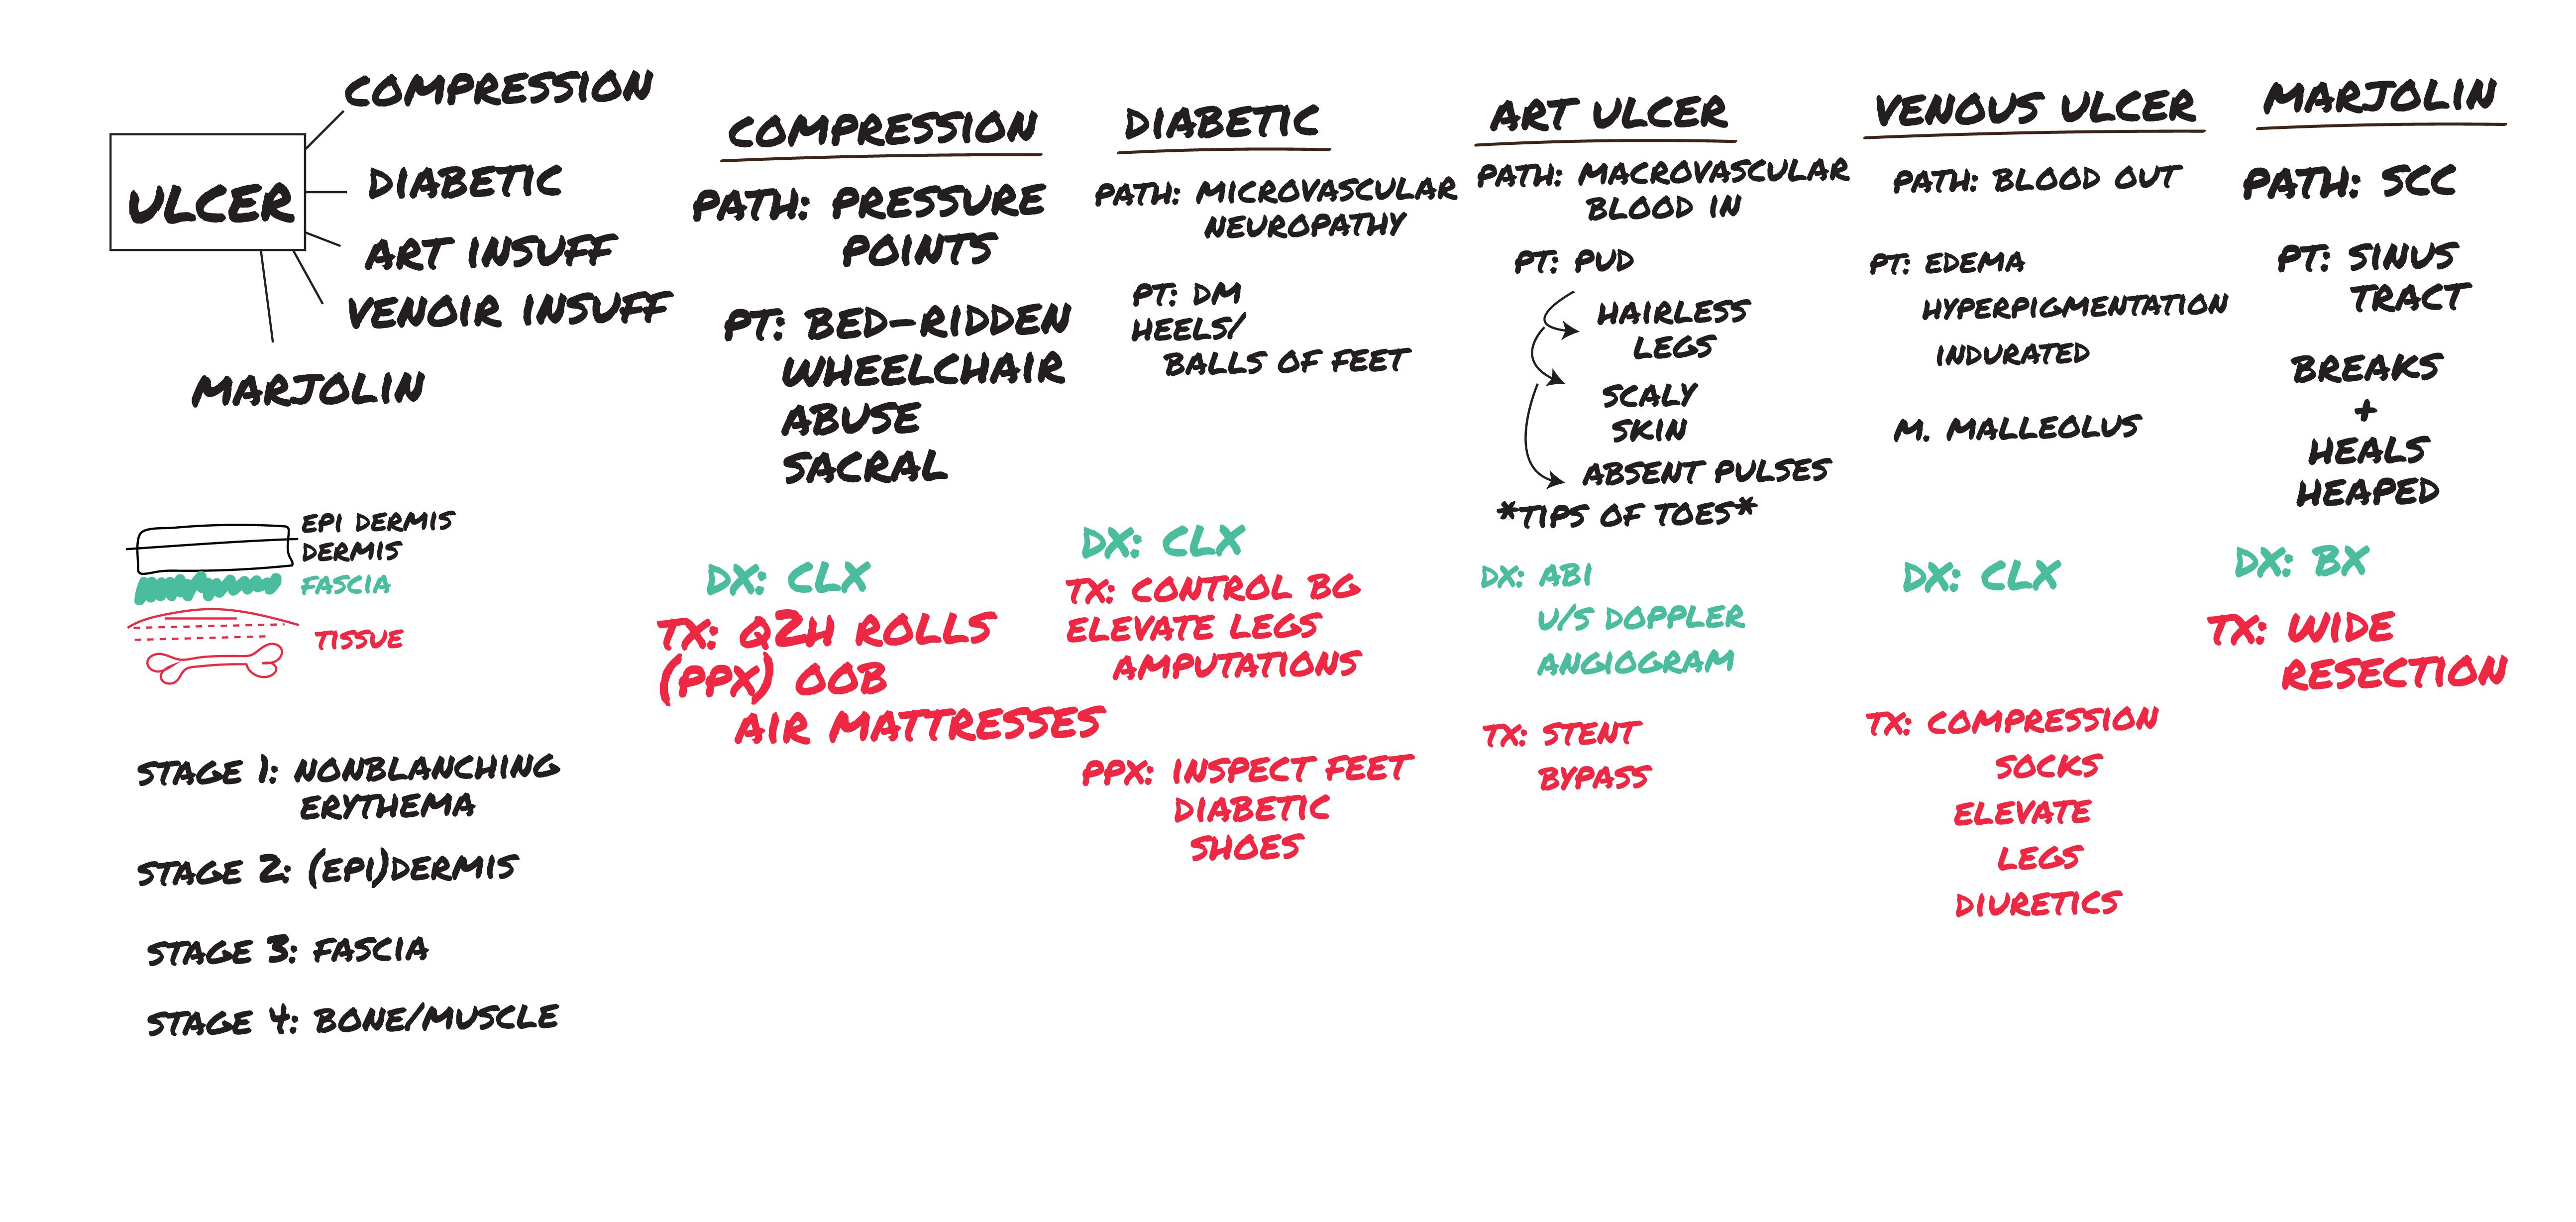 COMPRESSION
ULCER
DIABETIC
ART INSUFF
VENOIR INSUFF
MARJOLIN
EPI DERMIS
DERMIS
FASCIA
TISSUE
STAGE 1: NONBLANCHING
ERYTHEMA
STAGE 2: (EPI)DERMIS
STAGE 3: FASCIA
STAGE 4: BONE/MUSCLE
COMPRESSION
PATH: PRESSURE
POINTS
PT: BED-RIDDEN
WHEELCHAIR
ABUSE
SACRAL
DX: CLX
TX: Q2H ROLLS
(PPX) OOB
AIR MATTRESSES
DIABETIC
PATH: MICROVASCULAR
NEUROPATHY
PT: DM
HEELS/
BALLS OF FEET
DX: CLX
TX: CONTROL BG
ELEVATE LEGS
AMPUTATIONS
PPX: INSPECT FEET
DIABETIC
SHOES
ART ULCER
PATH: MACROVASCULAR
BLOOD IN
PT: PUD
HAIRLESS
LEGS
SCALY
SKIN
ABSENT PULSES
*TIPS OF TOES*
DX: ABI
U/S DOPPLER
ANGIOGRAM
TX: STENT
BYPASS
VENOUS ULCER
PATH: BLOOD OUT
PT: EDEMA
HYPERPIGMENTATION
INDURATED
M. MALLEOLUS
DX: CLX
TX: COMPRESSION
SOCKS
ELEVATE
LEGS
DIURETICS
MARJOLIN
PATH: SCC
PT: SINUS
TRACT
BREAKS
+
HEALS
HEAPED
DX: BX
TX: WIDE
RESECTION